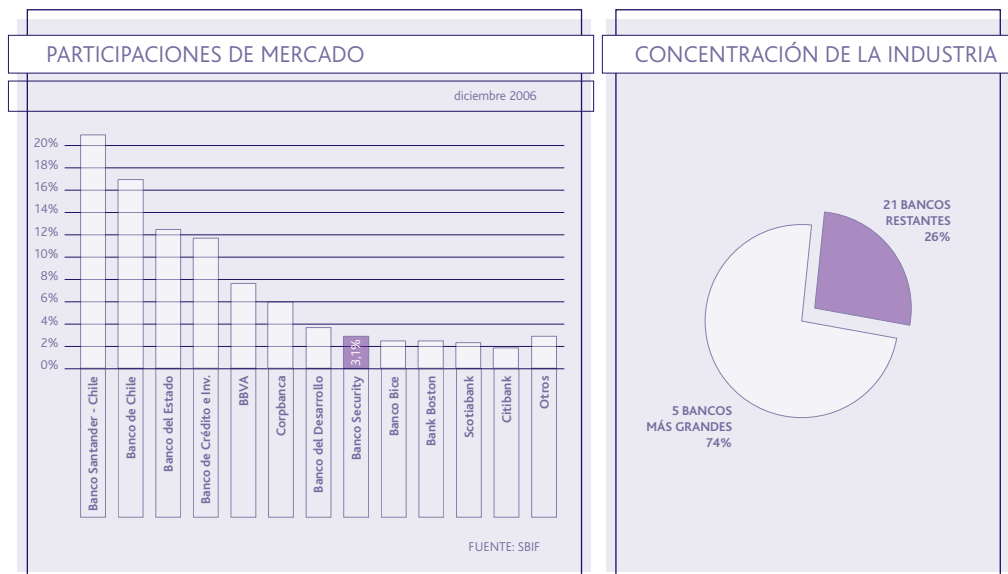 PARTICIPACIONES DE MERCADO
diciembre 2006
20%
18%
16%
14%
12%
10%
8%
6%
4%
2%
0%
3,1%
Banco Santander - Chile
Banco de Chile
Banco del Estado
Banco de Crédito e Inv.
BBVA
Corpbanca
Banco del Desarrollo
Banco Security
Banco Bice
Bank Boston
Scotiabank
Citibank
Otros
FUENTE: SBIF
CONCENTRACIÓN DE LA INDUSTRIA
21 BANCOS
RESTANTES
26%
5 BANCOS
MÁS GRANDES
74%